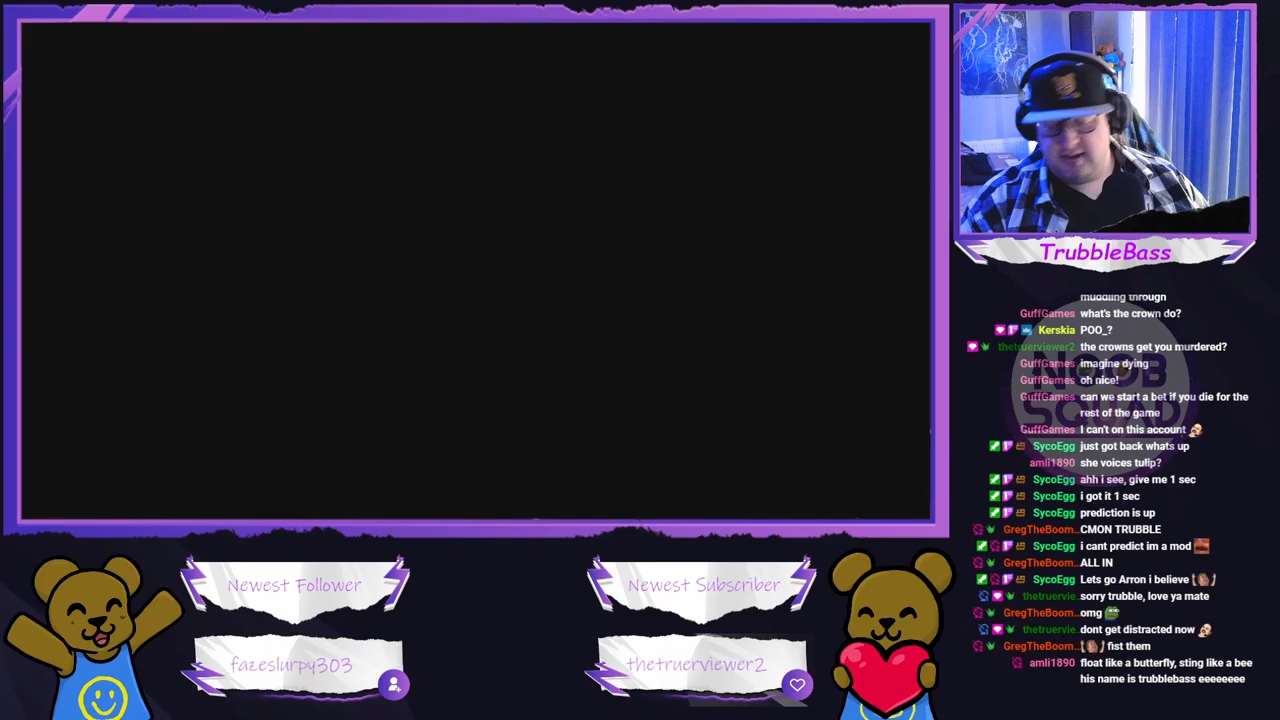 TrubbleBass
muddling through
GuffGames what's the crown do?
Kerskia POO_?
thetruerviewer2 the crowns get you murdered?
GuffGames imagine dying
GuffGames oh nice!
GuffGames can we start a bet if you die for the
rest of the game
GuffGames I can't on this account
SycoEgg just got back whats up
amli1890 she voices tulip?
SycoEgg ahh i see, give me 1 sec
SycoEgg i got it 1 sec
SycoEgg prediction is up
GregTheBoom... CMON TRUBBLE
SycoEgg i cant predict im a mod
GregTheBoom... ALL IN
SycoEgg Lets go Arron i believe
thetruervie... sorry trubble, love ya mate
GregTheBoom... omg
thetruervie... dont get distracted now
GregTheBoom... fist them
amli1890 float like a butterfly, sting like a bee
his name is trubblebass eeeeeeee
NOOB
SQUAD
Newest Follower
fazeslurpy303
Newest Subscriber
thetruerviewer2